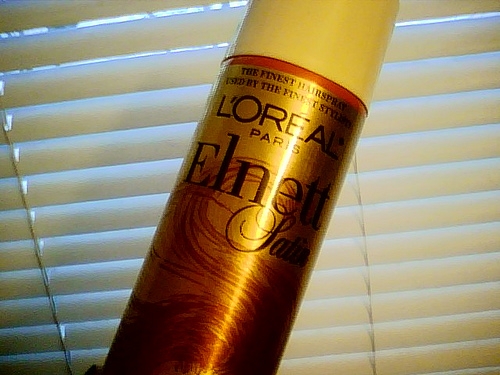 THE FINEST HAIRSPRAY
USED BY THE FINEST STYLISTS
L'ORÉAL
PARIS
Elnett
Satin